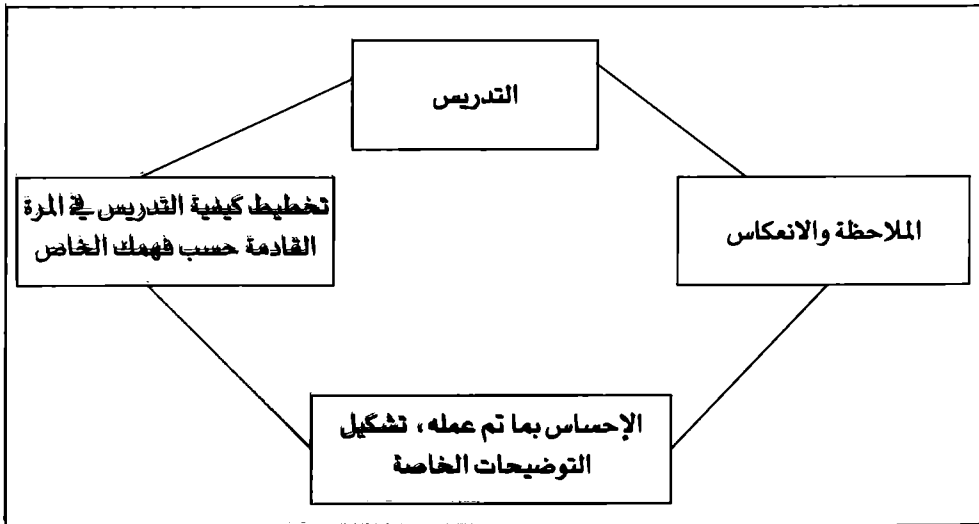 التدريس
الملاحظة والانعكاس
تخطيط كيفية التدريس في المرة
القادمة حسب فهمك الخاص
الإحساس بما تم عمله، تشكيل
التوضيحات الخاصة